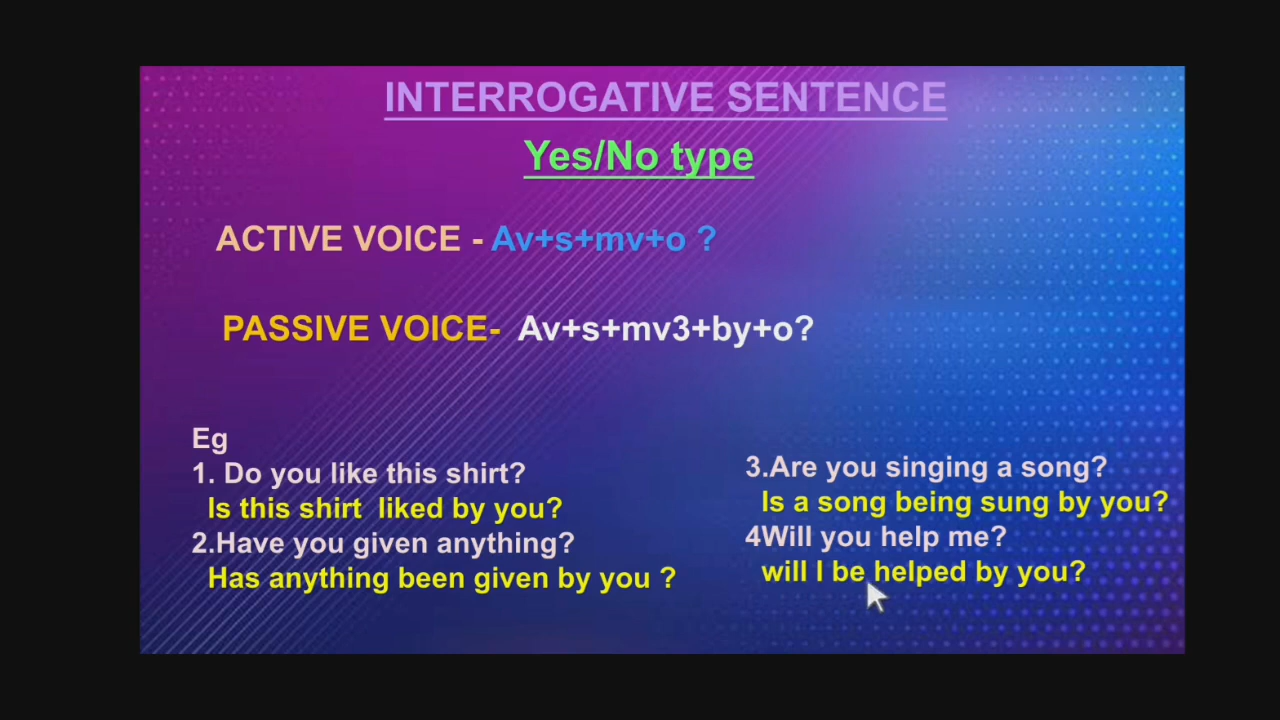 INTERROGATIVE SENTENCE
Yes/No type
ACTIVE VOICE - Av+s+mv+o ?
PASSIVE VOICE- Av+s+mv3+by+o?
Eg
1. Do you like this shirt?
Is this shirt liked by you?
2.Have you given anything?
Has anything been given by you ?
3.Are you singing a song?
Is a song being sung by you?
4Will you help me?
will I be helped by you?